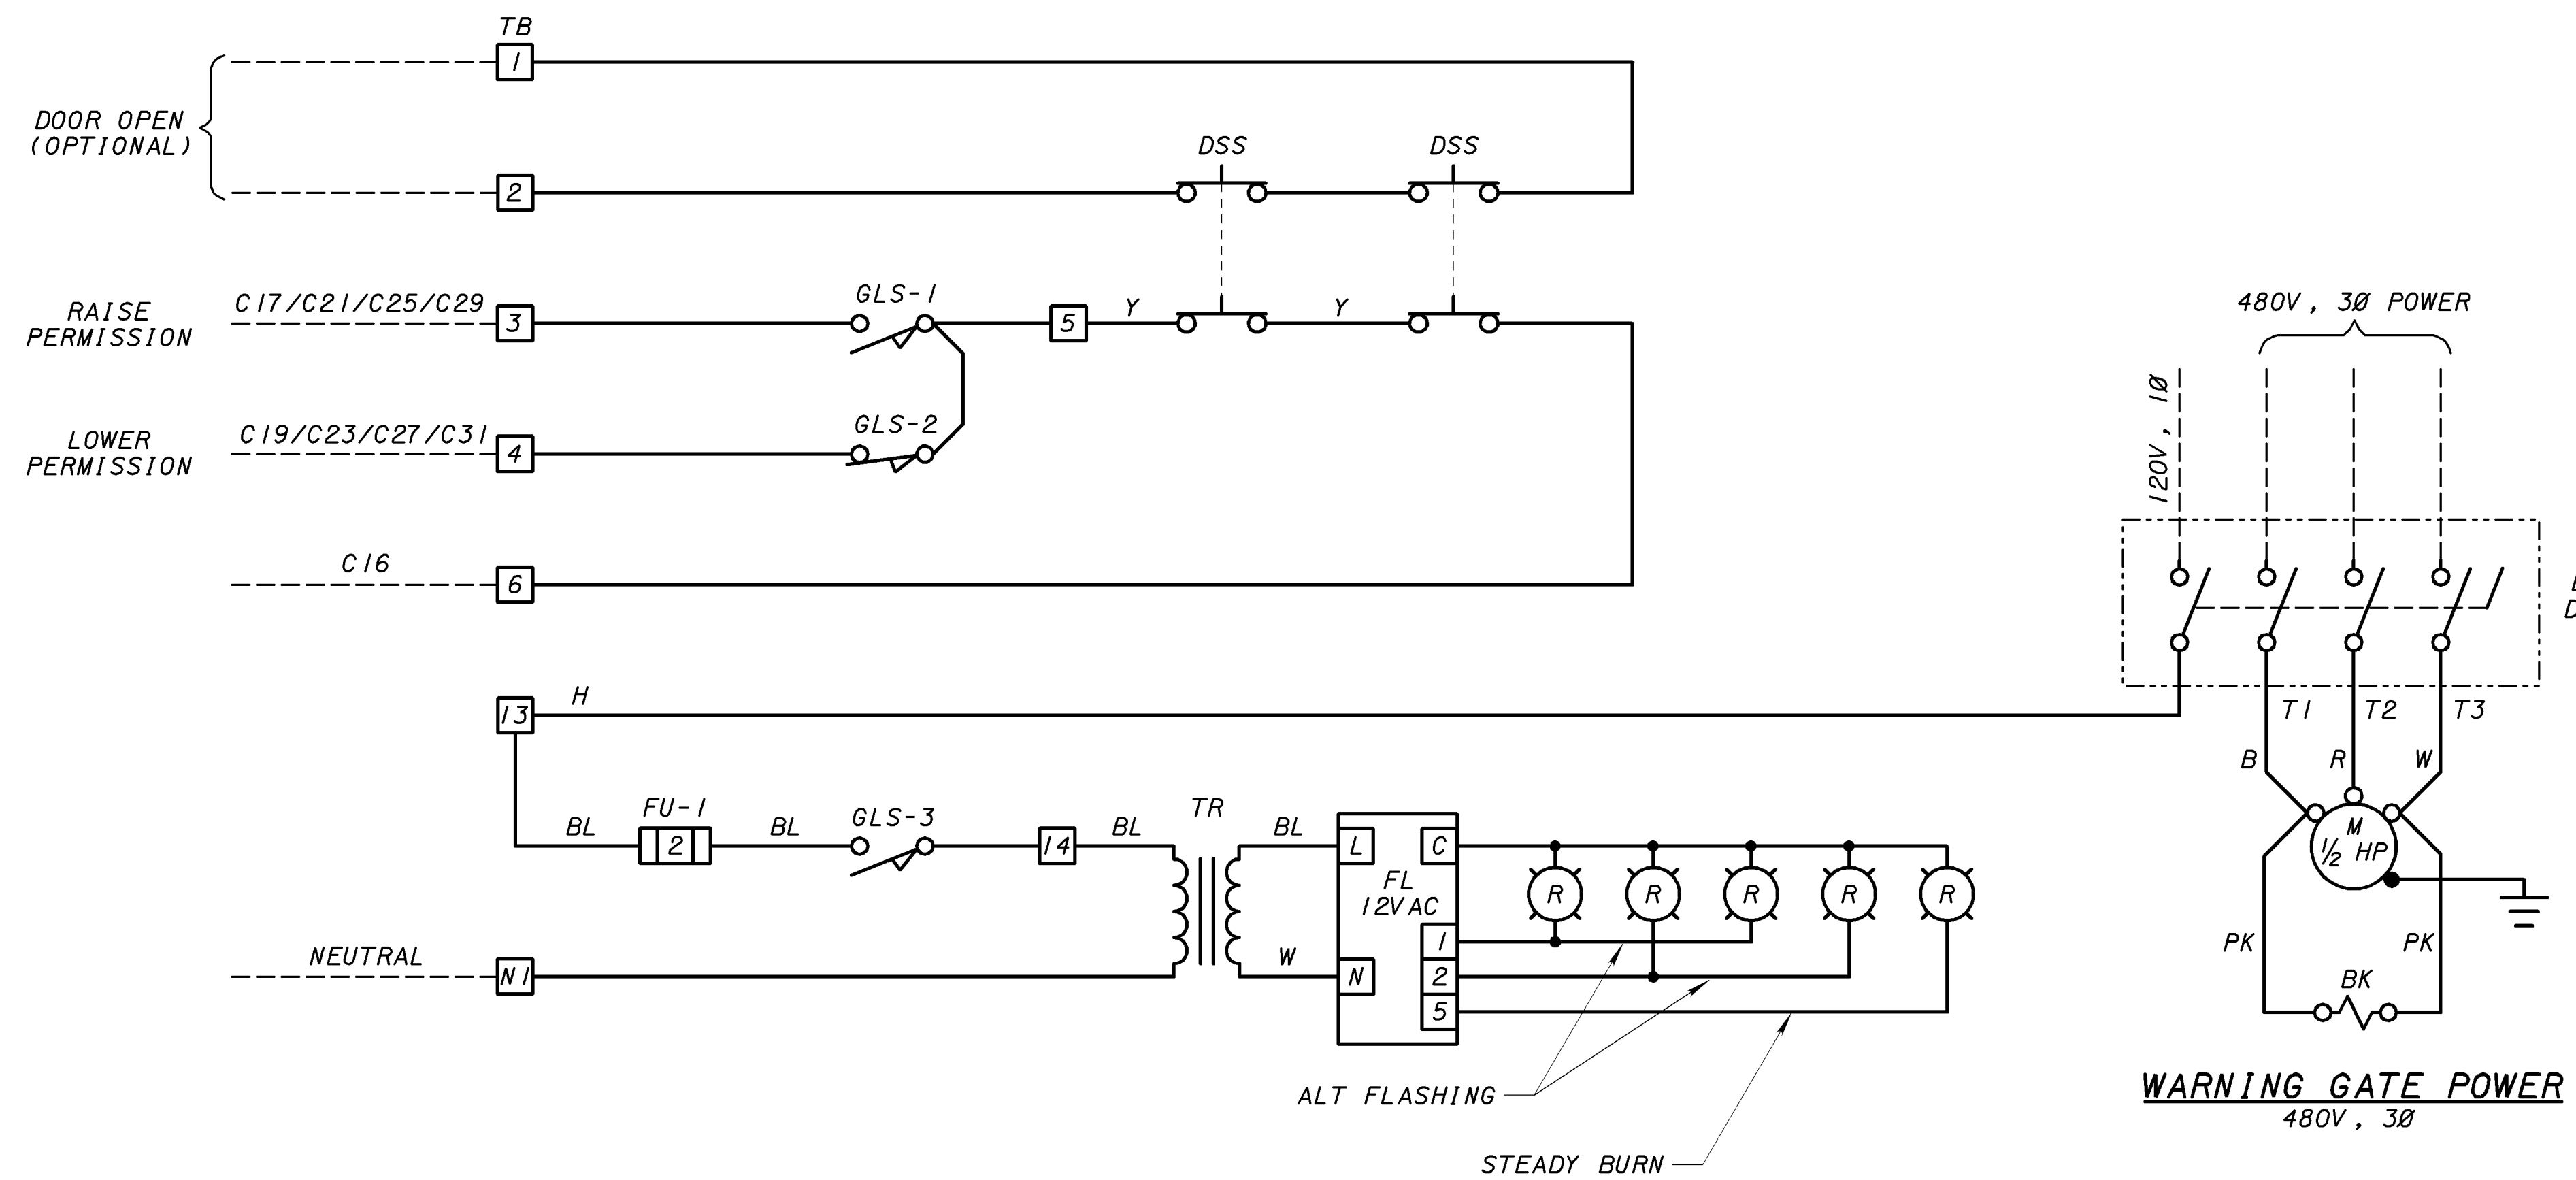 TB
1
DOOR OPEN
(OPTIONAL)
2
DSS
DSS
RAISE
PERMISSION
C17/C21/C25/C29
3
GLS-1
5
Y
Y
LOWER
PERMISSION
C19/C23/C27/C31
4
GLS-2
C16
6
480V, 3Ø POWER
120V, 1Ø
13
H
T1
T2
T3
B
R
W
M
1/2 HP
PK
PK
BK
BL
FU-1
2
BL
GLS-3
14
BL
TR
BL
W
NEUTRAL
N1
L
C
FL
12VAC
1
N
2
5
R
R
R
R
R
ALT FLASHING
STEADY BURN
WARNING GATE POWER
480V, 3Ø